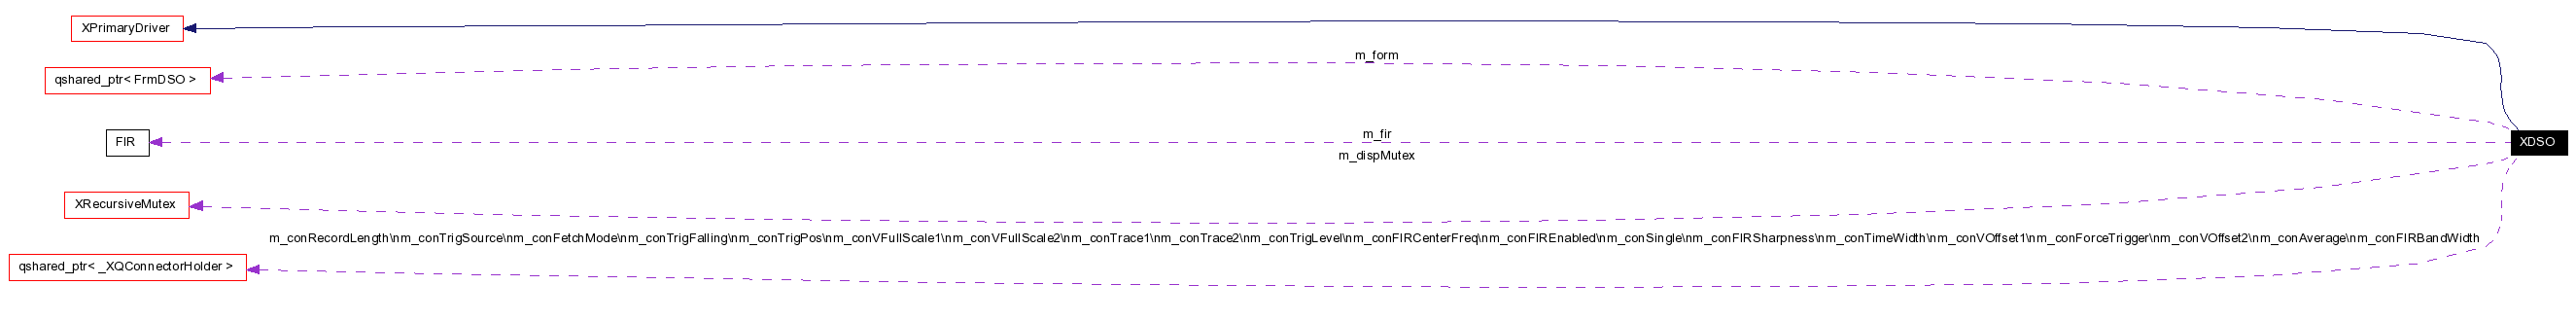 XPrimaryDriver
m_form
qshared_ptr< FrmDSO >
m_fir
FIR
XDSO
m_dispMutex
XRecursiveMutex
m_conRecordLength\nm_conTrigSource\nm_conFetchMode\nm_conTrigFalling\nm_conTrigPos\nm_conVFullScale1\nm_conVFullScale2\nm_conTrace1\nm_conTrace2\nm_conTrigLevel\nm_conFIRCenterFreq\nm_conFIREnabled\nm_conSingle\nm_conFIRSharpness\nm_conTimeWidth\nm_conVOffset1\nm_conForceTrigger\nm_conVOffset2\nm_conAverage\nm_conFIRBandWidth
qshared_ptr< _XQConnectorHolder >